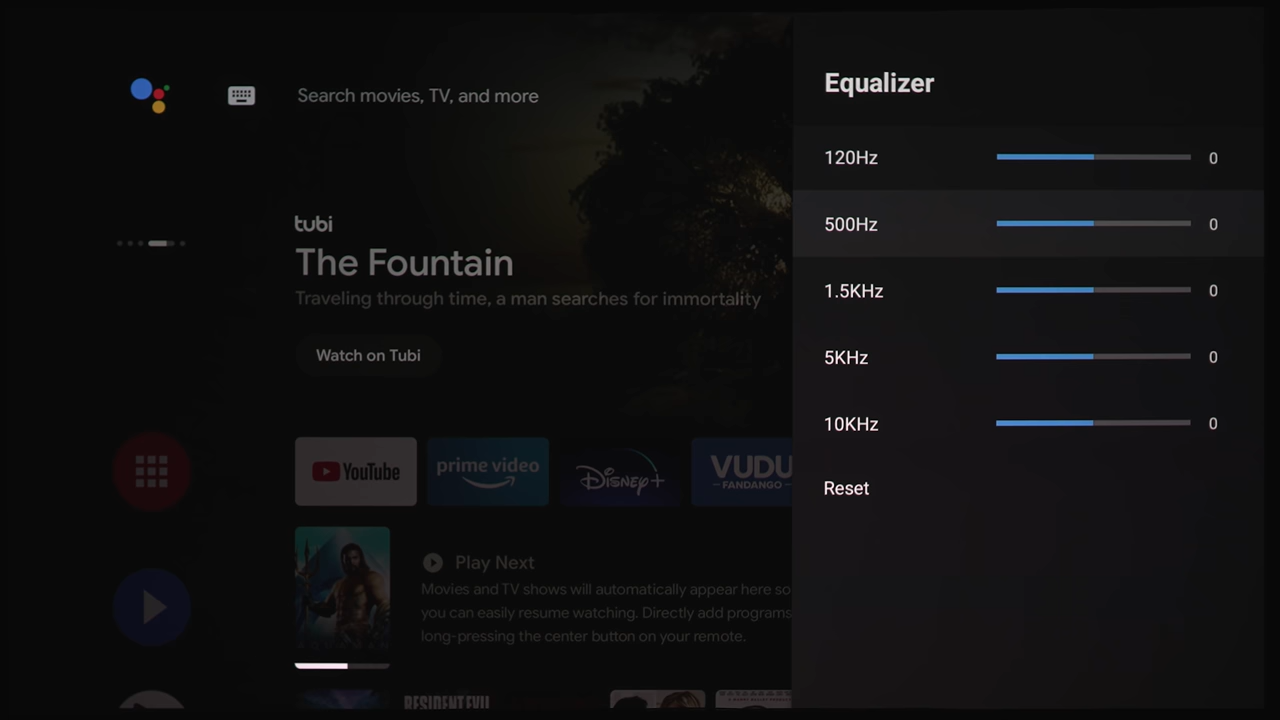 Search movies, TV, and more
tubi
The Fountain
Traveling through time, a man searches for immortality
Watch on Tubi
YouTube
prime video
Disney+
VUDU
FANDANGO
Play Next
Movies and TV shows will automatically appear here so
you can easily resume watching. Directly add programs
long-pressing the center button on your remote.
RESIDENT EVIL
Equalizer
120Hz 0
500Hz 0
1.5KHz 0
5KHz 0
10KHz 0
Reset